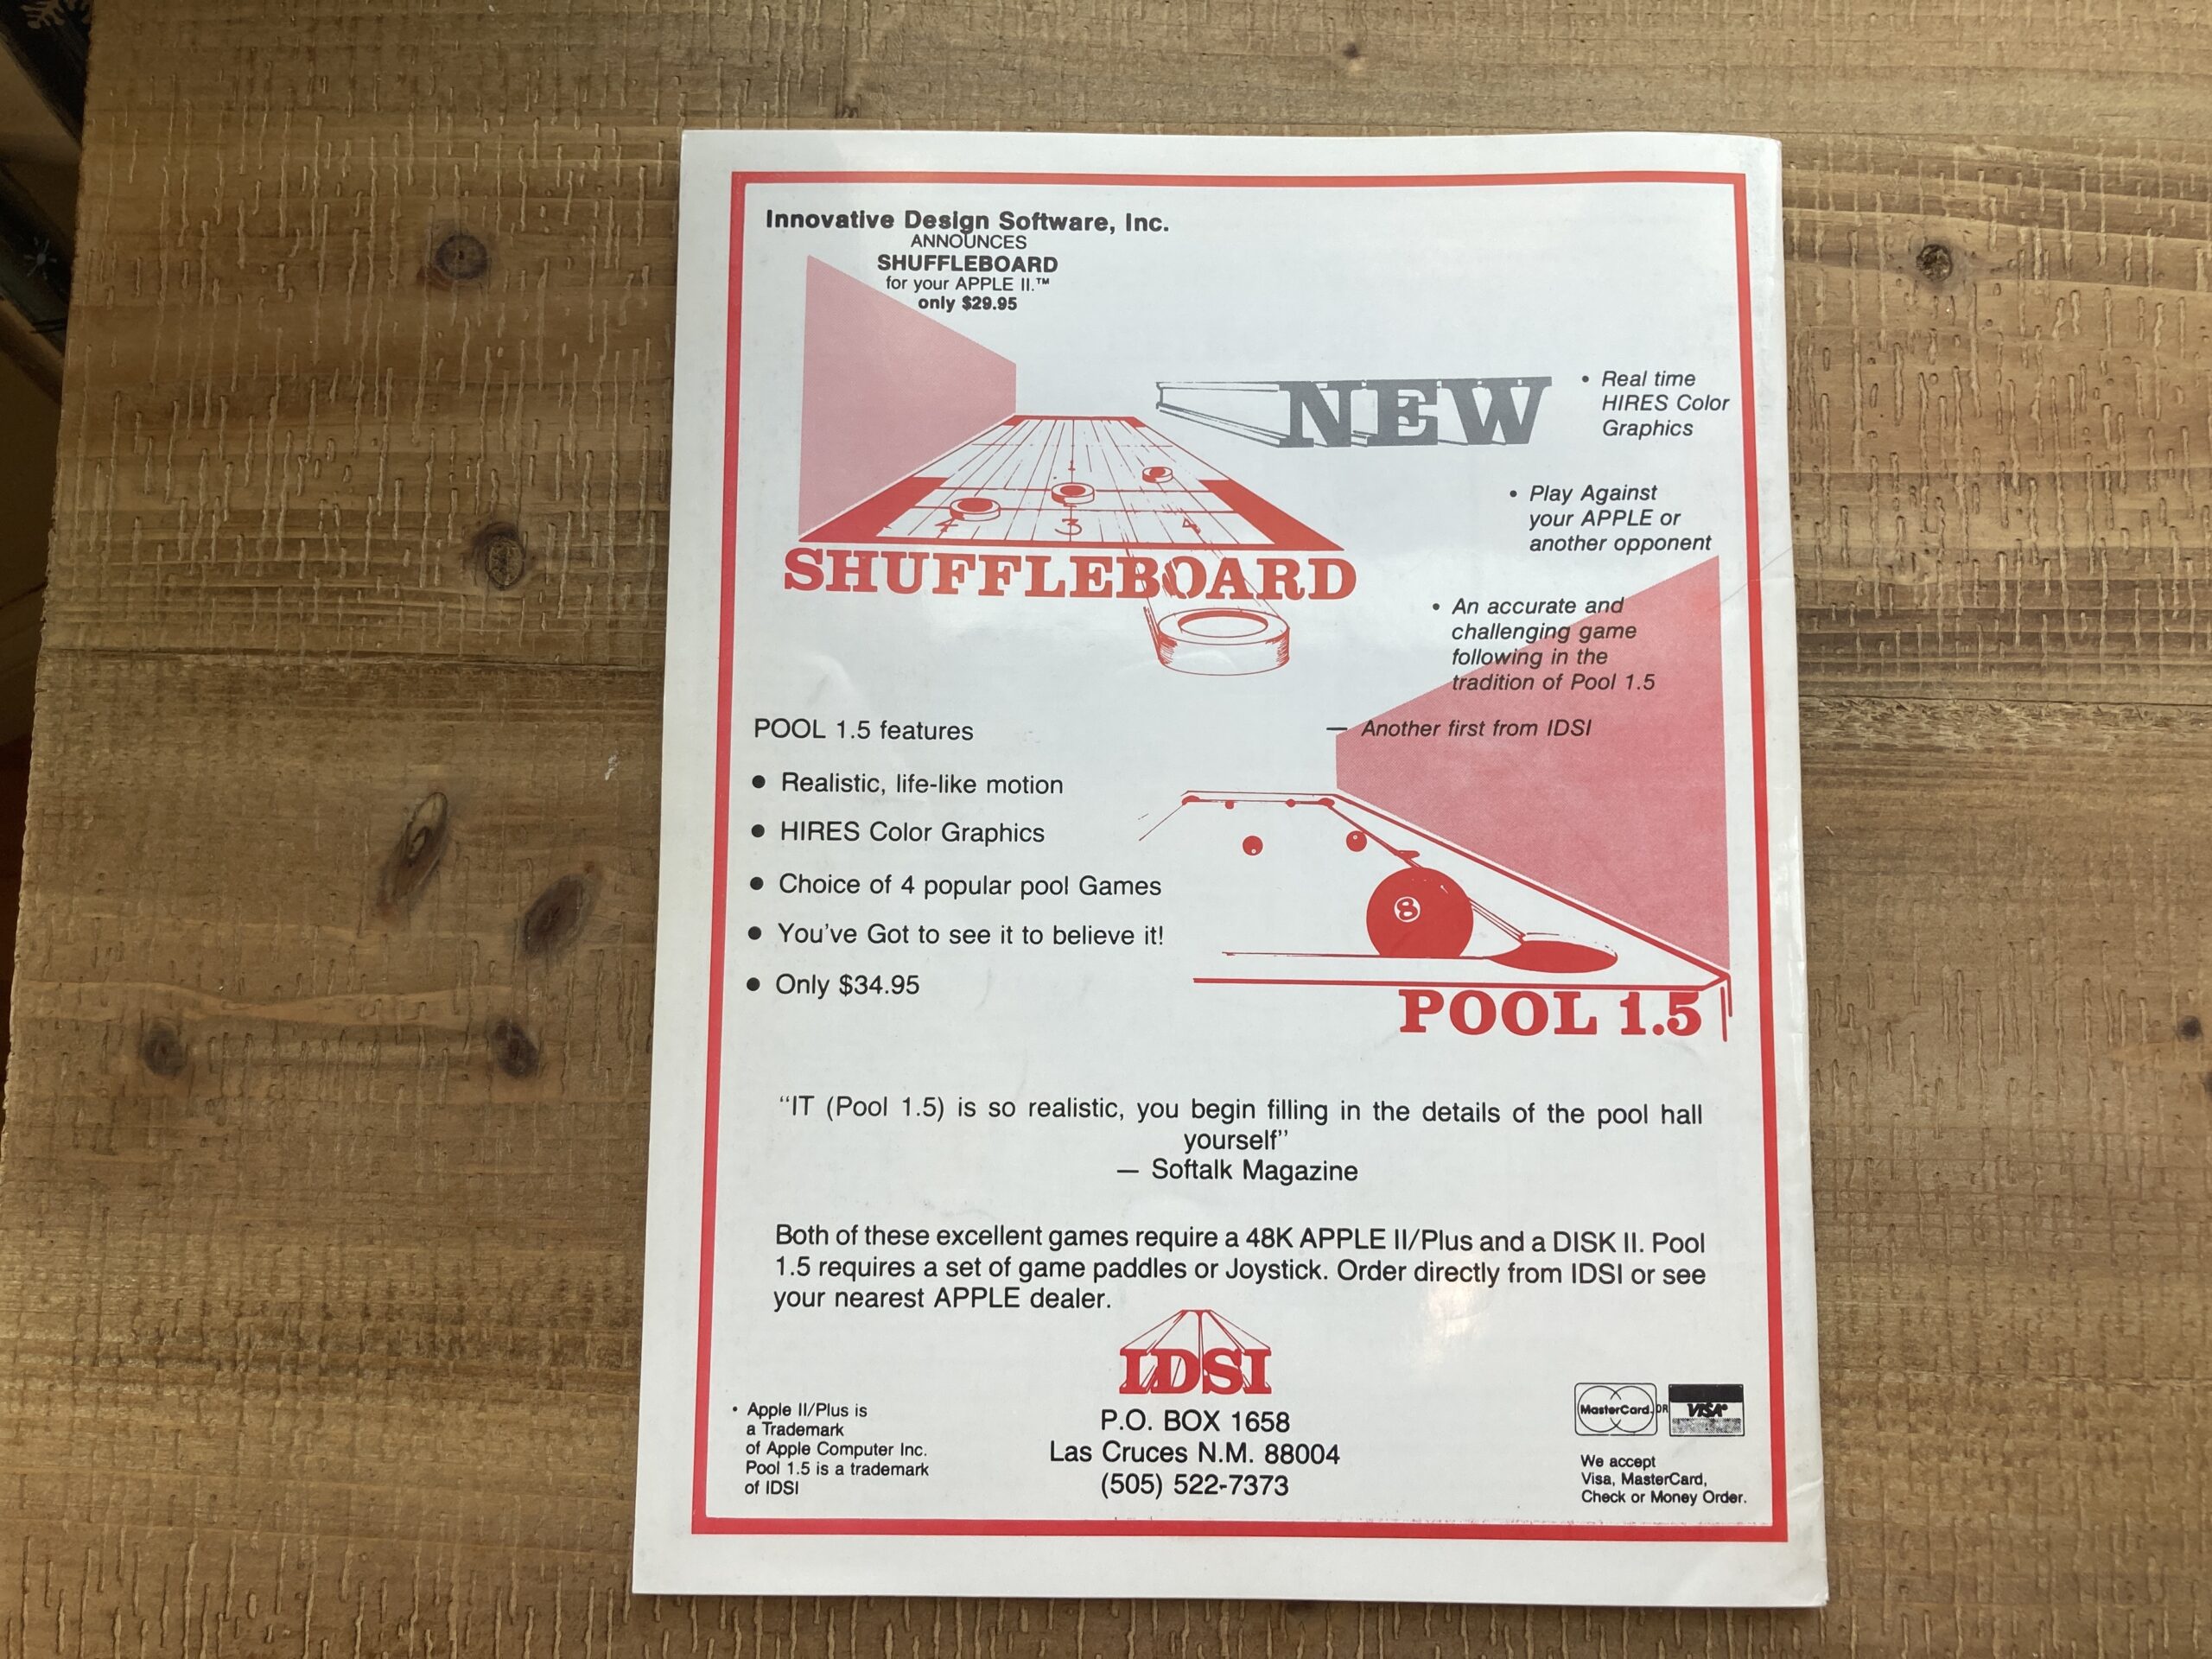 Innovative Design Software, Inc.
ANNOUNCES
SHUFFLEBOARD
for your APPLE II.™
only $29.95
NEW
• Real time
HIRES Color
Graphics
• Play Against
your APPLE or
another opponent
1
4 3 4
SHUFFLEBOARD
• An accurate and
challenging game
following in the
tradition of Pool 1.5
— Another first from IDSI
POOL 1.5 features
● Realistic, life-like motion
● HIRES Color Graphics
● Choice of 4 popular pool Games
● You've Got to see it to believe it!
● Only $34.95
8
POOL 1.5
“IT (Pool 1.5) is so realistic, you begin filling in the details of the pool hall
yourself”
— Softalk Magazine
Both of these excellent games require a 48K APPLE II/Plus and a DISK II. Pool
1.5 requires a set of game paddles or Joystick. Order directly from IDSI or see
your nearest APPLE dealer.
IDSI
P.O. BOX 1658
Las Cruces N.M. 88004
(505) 522-7373
• Apple II/Plus is
a Trademark
of Apple Computer Inc.
Pool 1.5 is a trademark
of IDSI
MasterCard OR VISA®
We accept
Visa, MasterCard,
Check or Money Order.